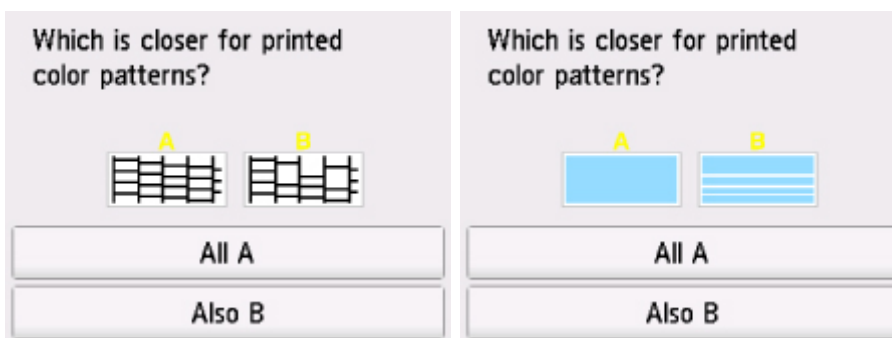 Which is closer for printed
color patterns?
A B
All A
Also B
Which is closer for printed
color patterns?
A B
All A
Also B